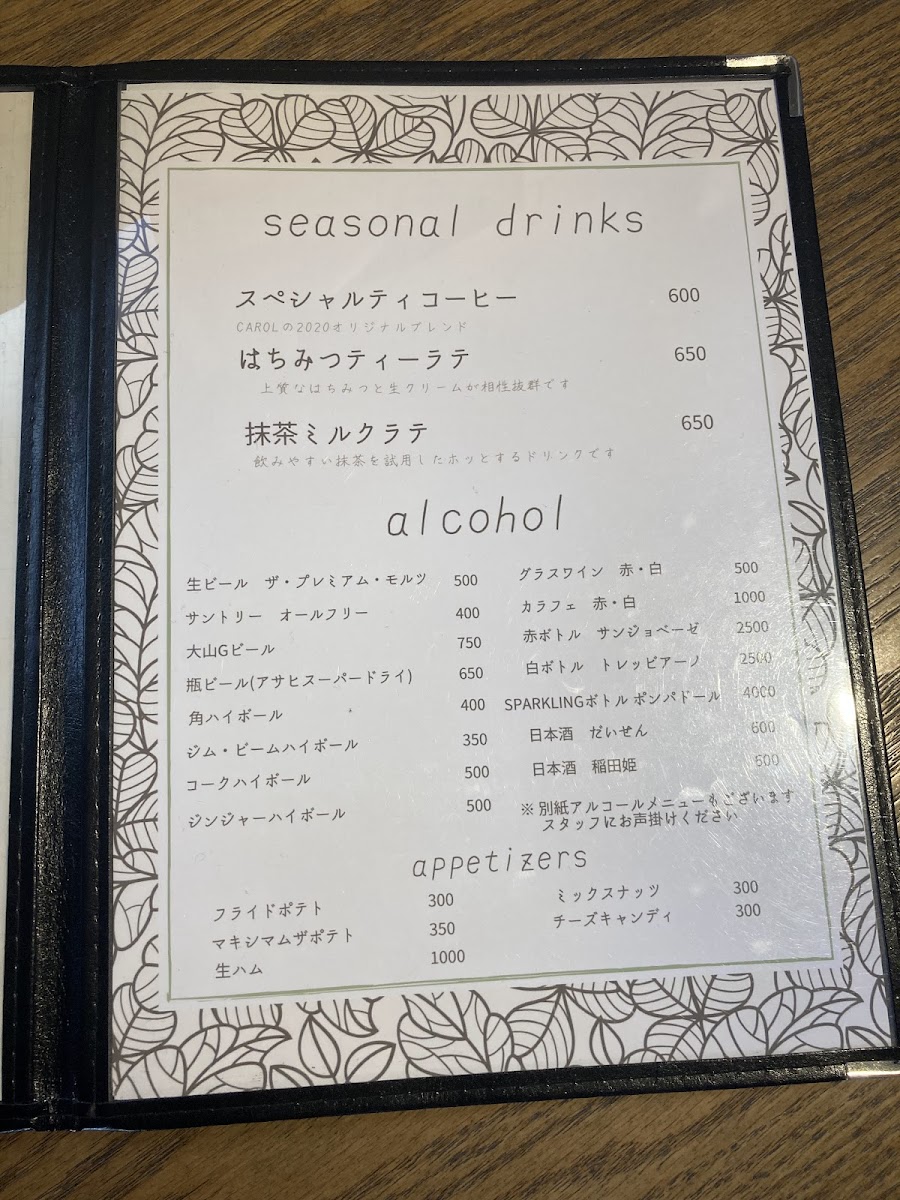 seasonal drinks
スペシャルティコーヒー 600
CAROLの2020オリジナルブレンド
はちみつティーラテ 650
上質なはちみつと生クリームが相性抜群です
抹茶ミルクラテ 650
飲みやすい抹茶を試用したホッとするドリンクです
alcohol
生ビール ザ・プレミアム・モルツ 500
サントリー オールフリー 400
大山Gビール 750
瓶ビール(アサヒスーパードライ) 650
角ハイボール 400
ジム・ビームハイボール 350
コークハイボール 500
ジンジャーハイボール 500
グラスワイン 赤・白 500
カラフェ 赤・白 1000
赤ボトル サンジョベーゼ 2500
白ボトル トレッビアーノ 2500
SPARKLINGボトル ポンパドール 4000
日本酒 だいせん 600
日本酒 稲田姫 500
※別紙アルコールメニューもございます
スタッフにお声掛けください
appetizers
フライドポテト 300
マキシマムザポテト 350
生ハム 1000
ミックスナッツ 300
チーズキャンディ 300